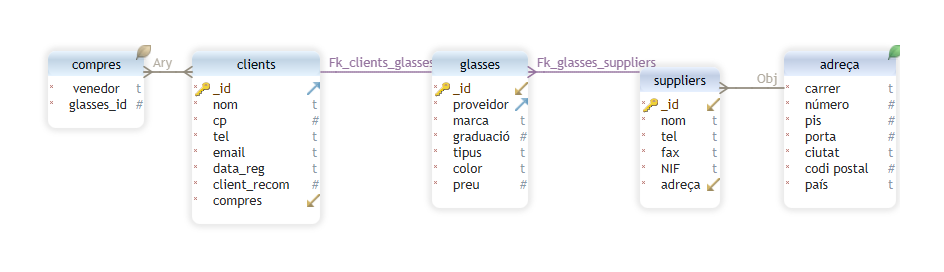 compres
* venedor t
* glasses_id #
Ary
clients
* _id
* nom t
* cp #
* tel t
* email t
* data_reg t
* client_recom #
* compres
Fk_clients_glasses
glasses
* _id
* proveidor
* marca t
* graduació #
* tipus t
* color t
* preu #
Fk_glasses_suppliers
suppliers
* _id
* nom t
* tel t
* fax t
* NIF t
* adreça
Obj
adreça
* carrer t
* número #
* pis #
* porta #
* ciutat t
* codi postal #
* país t